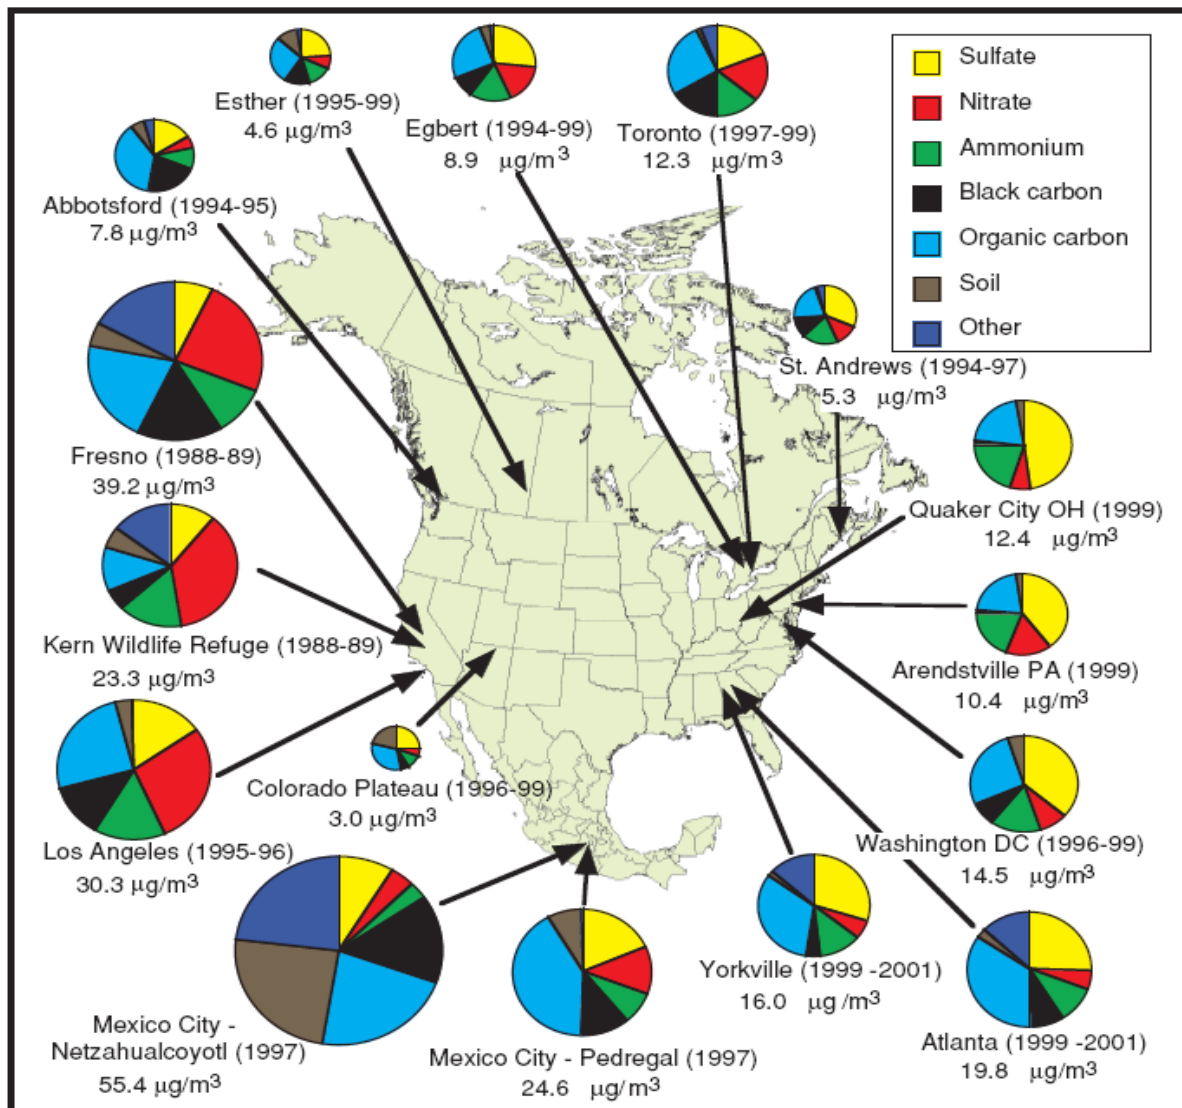 Esther (1995-99)
4.6 µg/m3
Egbert (1994-99)
8.9 µg/m3
Toronto (1997-99)
12.3 µg/m3
Sulfate
Nitrate
Ammonium
Black carbon
Organic carbon
Soil
Other
Abbotsford (1994-95)
7.8 µg/m3
St. Andrews (1994-97)
5.3 µg/m3
Fresno (1988-89)
39.2 µg/m3
Quaker City OH (1999)
12.4 µg/m3
Kern Wildlife Refuge (1988-89)
23.3 µg/m3
Arendstville PA (1999)
10.4 µg/m3
Colorado Plateau (1996-99)
3.0 µg/m3
Los Angeles (1995-96)
30.3 µg/m3
Washington DC (1996-99)
14.5 µg/m3
Yorkville (1999 -2001)
16.0 µg /m3
Mexico City -
Netzahualcoyotl (1997)
55.4 µg/m3
Mexico City - Pedregal (1997)
24.6 µg/m3
Atlanta (1999 -2001)
19.8 µg/m3